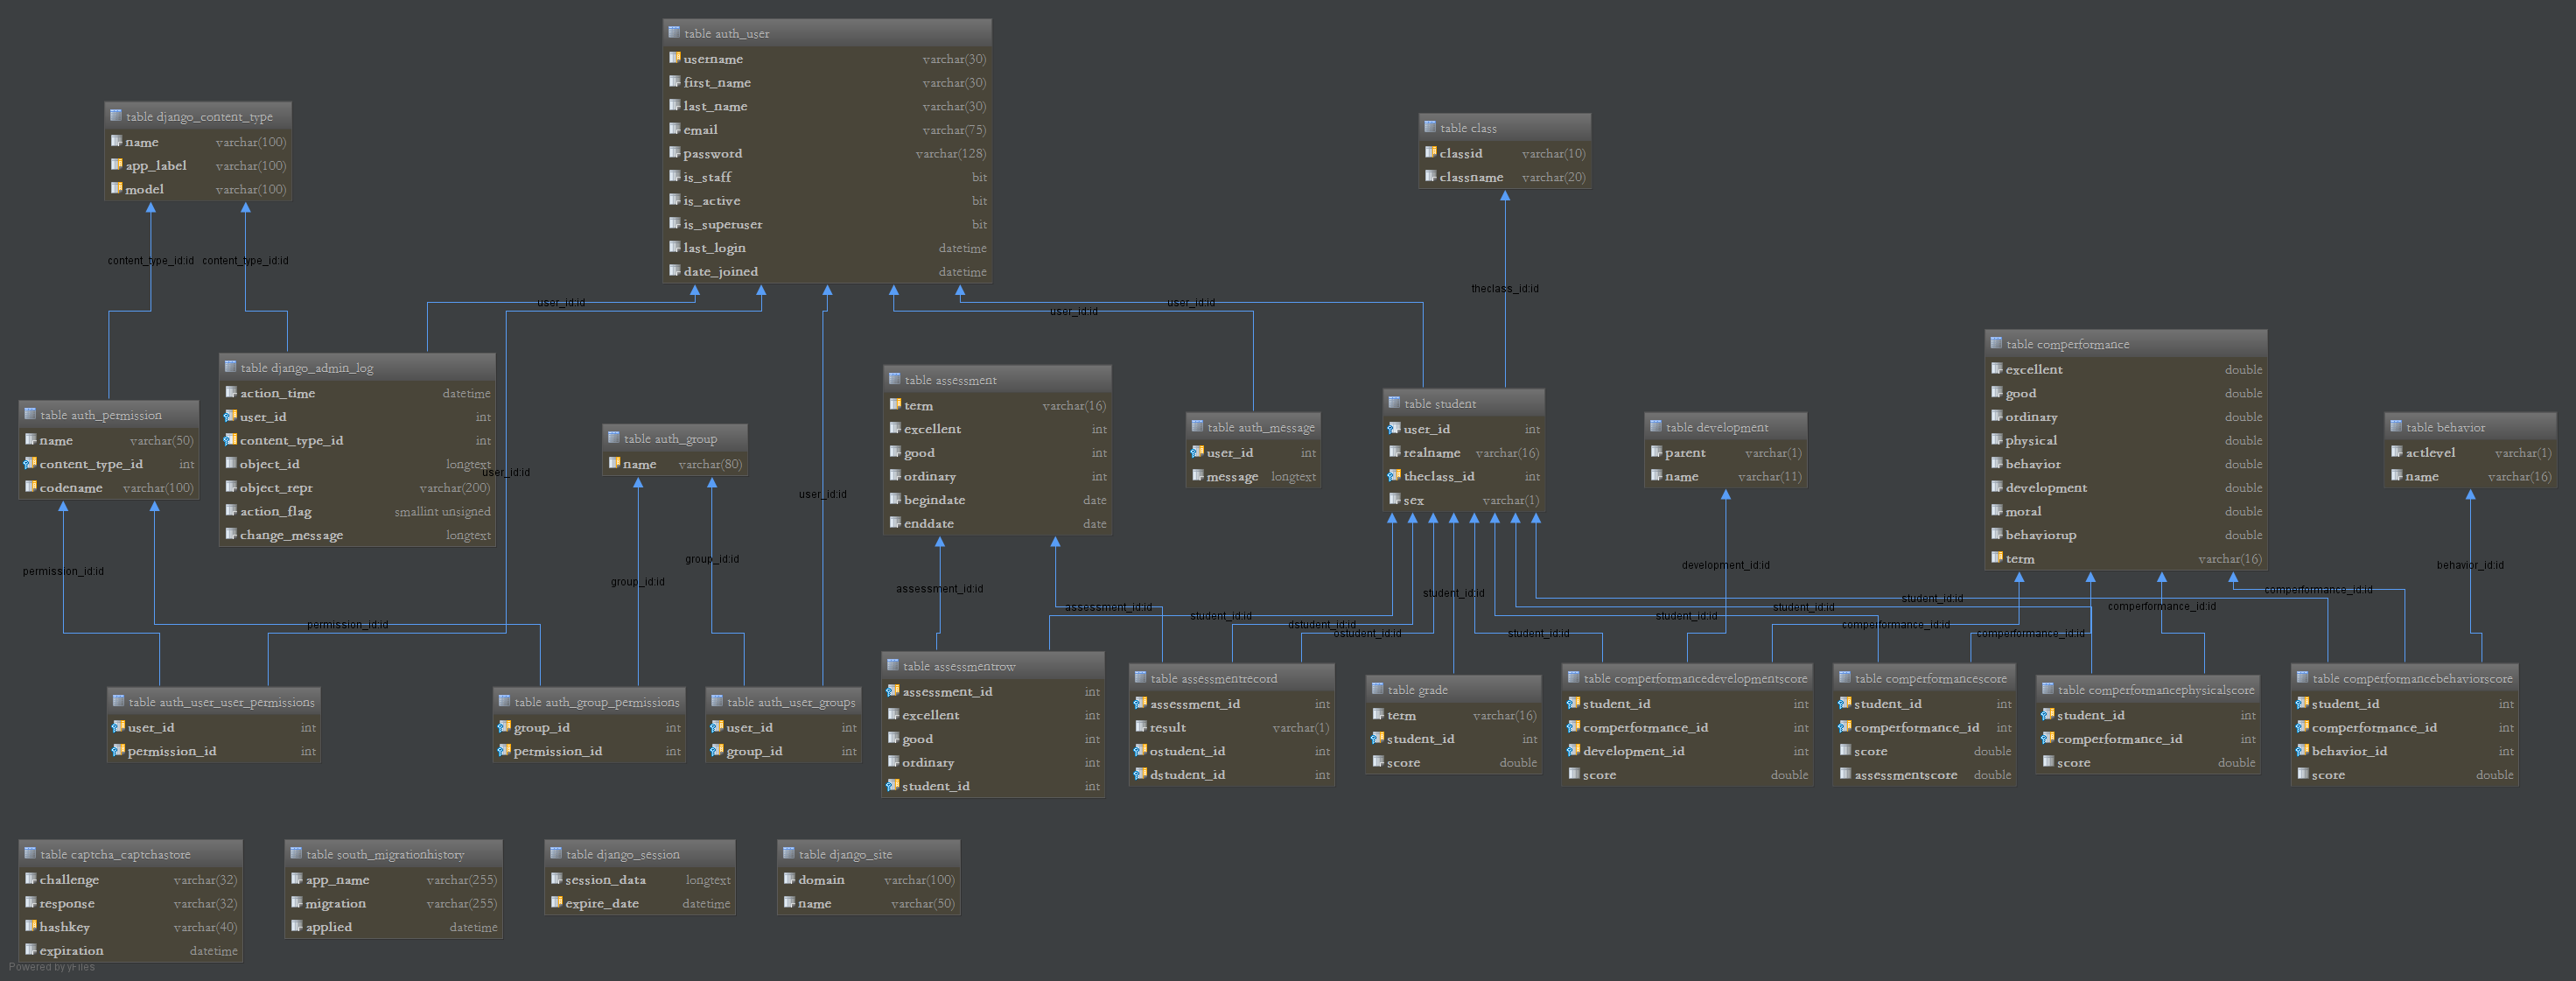 table auth_user
username varchar(30)
first_name varchar(30)
last_name varchar(30)
email varchar(75)
password varchar(128)
is_staff bit
is_active bit
is_superuser bit
last_login datetime
date_joined datetime
table django_content_type
name varchar(100)
app_label varchar(100)
model varchar(100)
table class
classid varchar(10)
classname varchar(20)
content_type_id:id
content_type_id:id
theclass_id:id
user_id:id
user_id:id
user_id:id
table comperformance
excellent double
good double
ordinary double
physical double
behavior double
development double
moral double
behaviorup double
term varchar(16)
table django_admin_log
action_time datetime
user_id int
content_type_id int
object_id longtext
object_repr varchar(200)
action_flag smallint unsigned
change_message longtext
table assessment
term varchar(16)
excellent int
good int
ordinary int
begindate date
enddate date
table student
user_id int
realname varchar(16)
theclass_id int
sex varchar(1)
table auth_permission
name varchar(50)
content_type_id int
codename varchar(100)
table auth_message
user_id int
message longtext
table development
parent varchar(1)
name varchar(11)
table behavior
actlevel varchar(1)
name varchar(16)
table auth_group
name varchar(80)
user_id:id
user_id:id
group_id:id
development_id:id
behavior_id:id
permission_id:id
group_id:id
assessment_id:id
student_id:id
comperformance_id:id
student_id:id
assessment_id:id
student_id:id
comperformance_id:id
student_id:id
student_id:id
permission_id:id
dstudent_id:id
comperformance_id:id
ostudent_id:id
student_id:id
comperformance_id:id
table assessmentrow
assessment_id int
excellent int
good int
ordinary int
student_id int
table assessmentrecord
assessment_id int
result varchar(1)
ostudent_id int
dstudent_id int
table grade
term varchar(16)
student_id int
score double
table comperformancedevelopmentscore
student_id int
comperformance_id int
development_id int
score double
table comperformancescore
student_id int
comperformance_id int
score double
assessmentscore double
table comperformancephysicalscore
student_id int
comperformance_id int
score double
table comperformancebehaviorscore
student_id int
comperformance_id int
behavior_id int
score double
table auth_user_user_permissions
user_id int
permission_id int
table auth_group_permissions
group_id int
permission_id int
table auth_user_groups
user_id int
group_id int
table captcha_captchastore
challenge varchar(32)
response varchar(32)
hashkey varchar(40)
expiration datetime
table south_migrationhistory
app_name varchar(255)
migration varchar(255)
applied datetime
table django_session
session_data longtext
expire_date datetime
table django_site
domain varchar(100)
name varchar(50)
Powered by yFiles